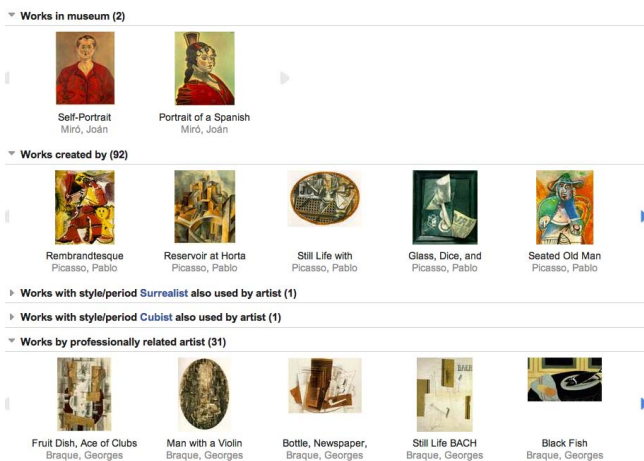 Works in museum (2)
Self-Portrait
Miró, Joán
Portrait of a Spanish
Miró, Joán
Works created by (92)
Rembrandtesque
Picasso, Pablo
Reservoir at Horta
Picasso, Pablo
Still Life with
Picasso, Pablo
Glass, Dice, and
Picasso, Pablo
Seated Old Man
Picasso, Pablo
Works with style/period Surrealist also used by artist (1)
Works with style/period Cubist also used by artist (1)
Works by professionally related artist (31)
Fruit Dish, Ace of Clubs
Braque, Georges
Man with a Violin
Braque, Georges
Bottle, Newspaper,
Braque, Georges
BACH
Still Life BACH
Braque, Georges
Black Fish
Braque, Georges